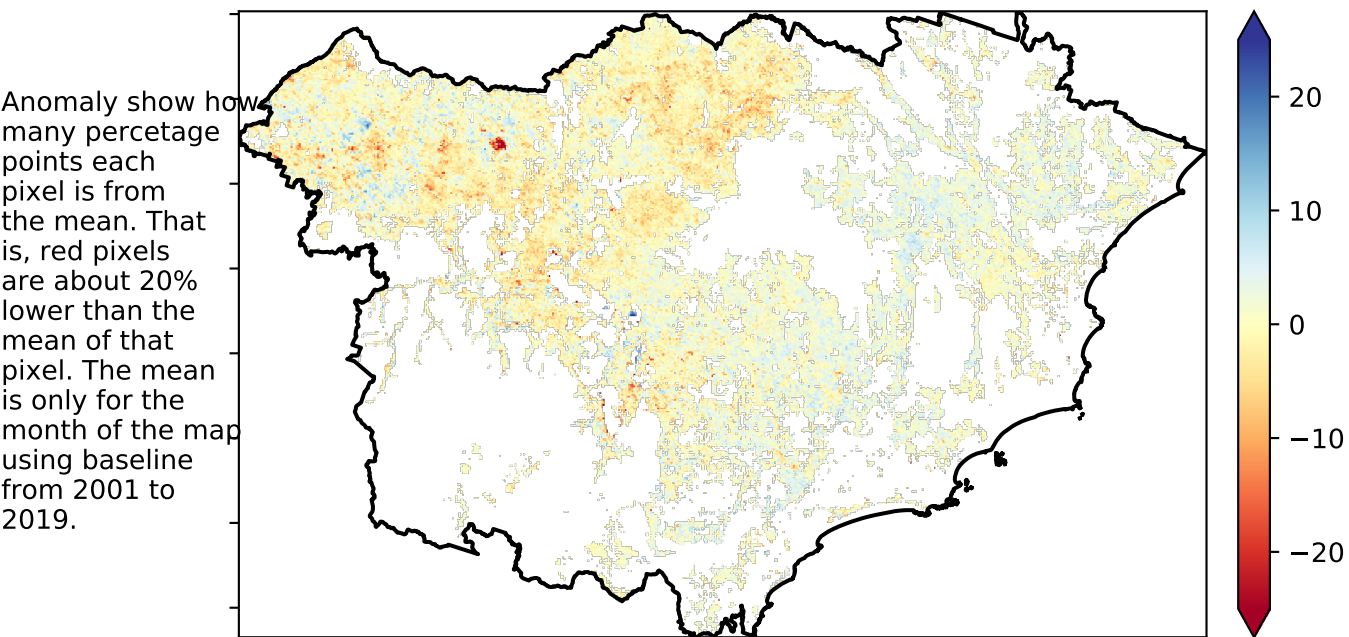 Anomaly show how
many percetage
points each
pixel is from
the mean. That
is, red pixels
are about 20%
lower than the
mean of that
pixel. The mean
is only for the
month of the map
using baseline
from 2001 to
2019.
20
10
0
−10
−20